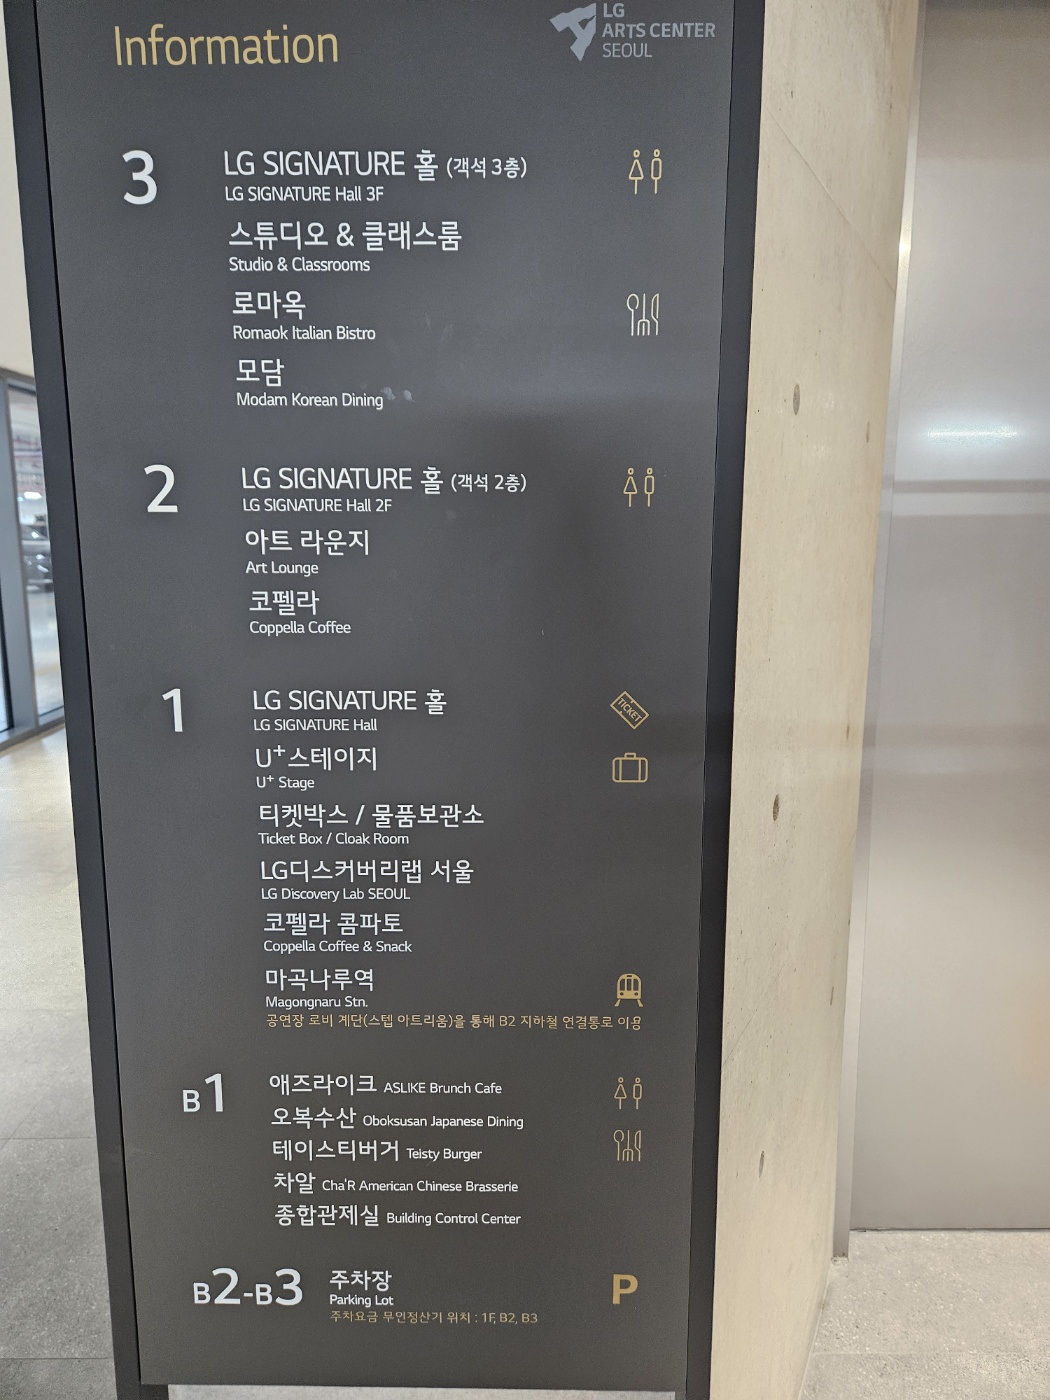 Information
LG
ARTS CENTER
SEOUL
3
LG SIGNATURE 홀 (객석 3층)
LG SIGNATURE Hall 3F
스튜디오 & 클래스룸
Studio & Classrooms
로마옥
Romaok Italian Bistro
모담
Modam Korean Dining
2
LG SIGNATURE 홀 (객석 2층)
LG SIGNATURE Hall 2F
아트 라운지
Art Lounge
코펠라
Coppella Coffee
1
LG SIGNATURE 홀
LG SIGNATURE Hall
TICKET
U+스테이지
U+ Stage
티켓박스 / 물품보관소
Ticket Box / Cloak Room
LG디스커버리랩 서울
LG Discovery Lab SEOUL
코펠라 콤파토
Coppella Coffee & Snack
마곡나루역
Magongnaru Stn.
공연장 로비 계단(스텝 아트리움)을 통해 B2 지하철 연결통로 이용
B1
애즈라이크 ASLIKE Brunch Cafe
오복수산 Oboksusan Japanese Dining
테이스티버거 Teisty Burger
차알 Cha'R American Chinese Brasserie
종합관제실 Building Control Center
B2-B3
주차장
Parking Lot
P
주차요금 무인정산기 위치 : 1F, B2, B3